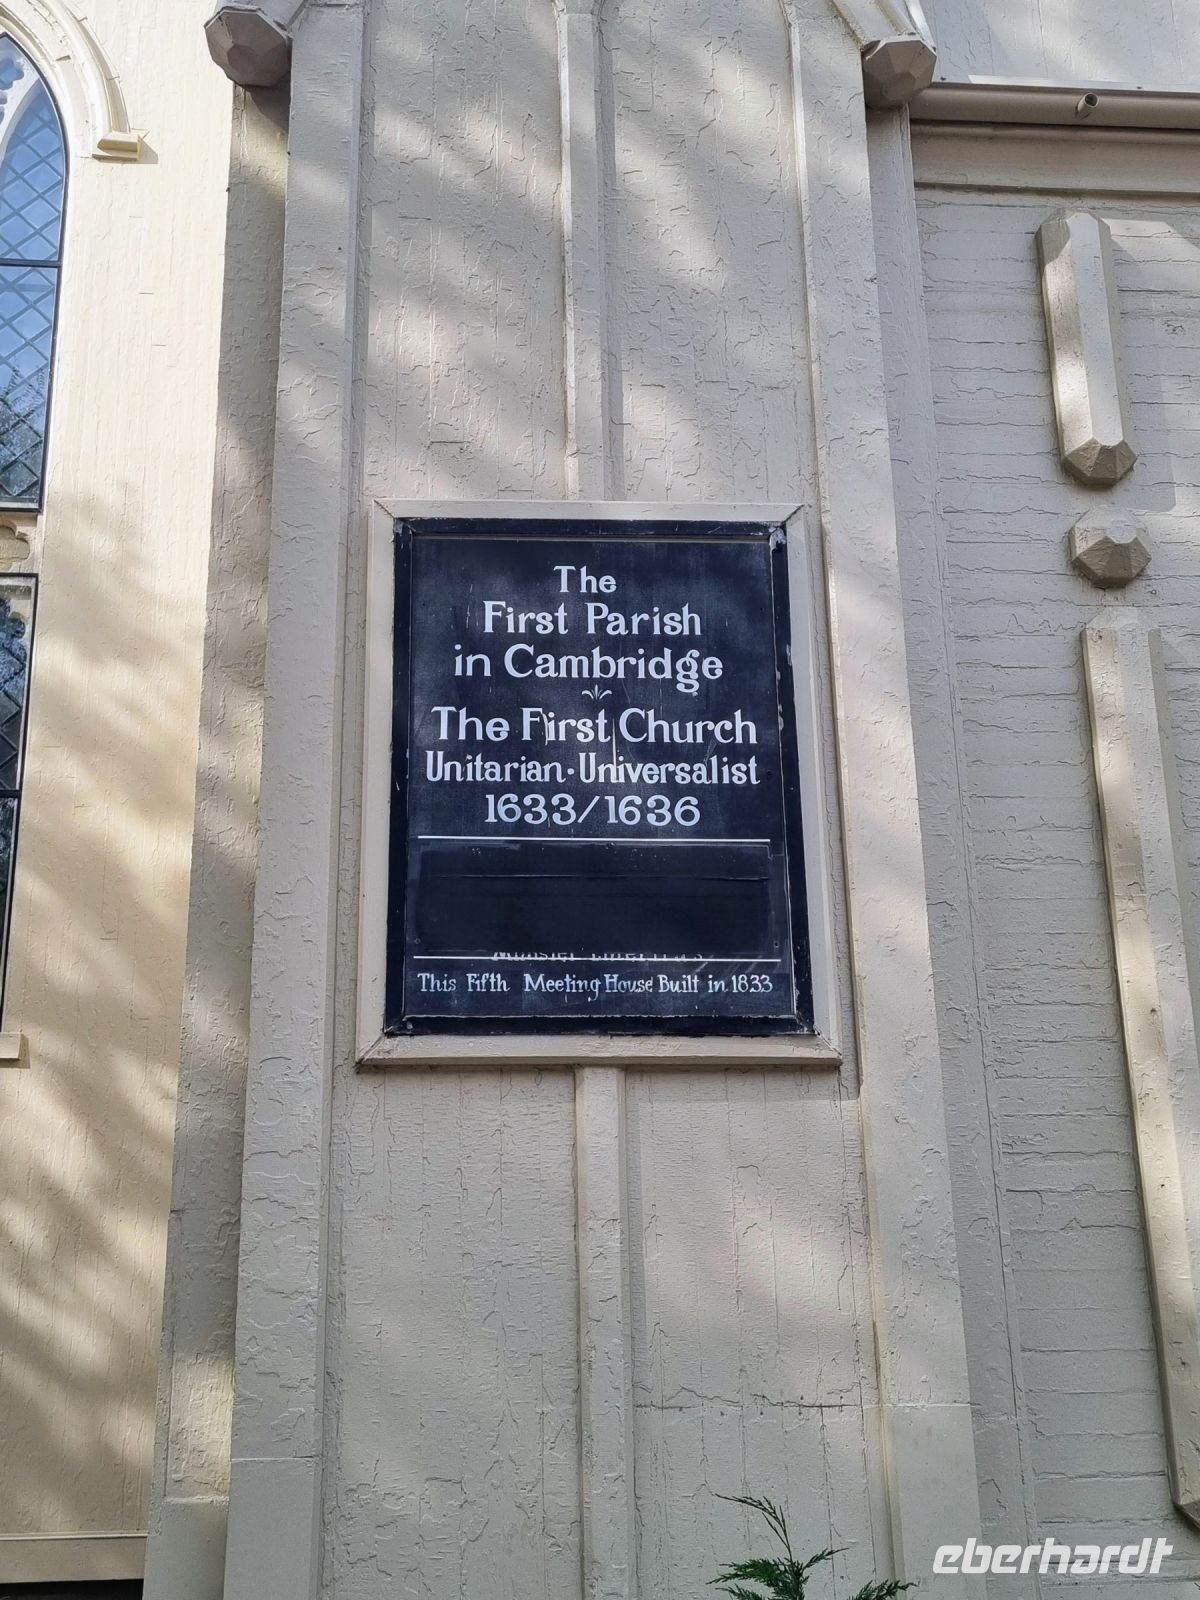 The
First Parish
in Cambridge
The First Church
Unitarian·Universalist
1633/1636
This Fifth Meeting House Built in 1833
eberhardt